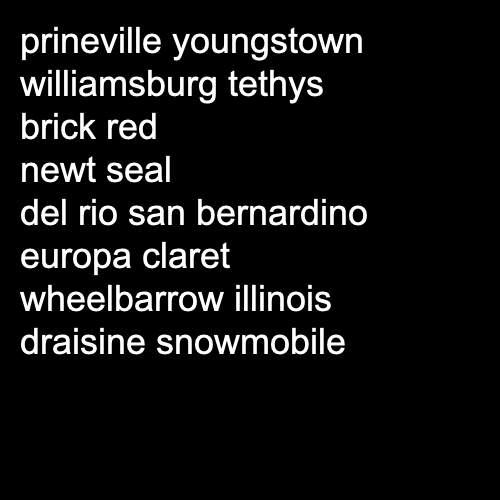 prineville youngstown
williamsburg tethys
brick red
newt seal
del rio san bernardino
europa claret
wheelbarrow illinois
draisine snowmobile